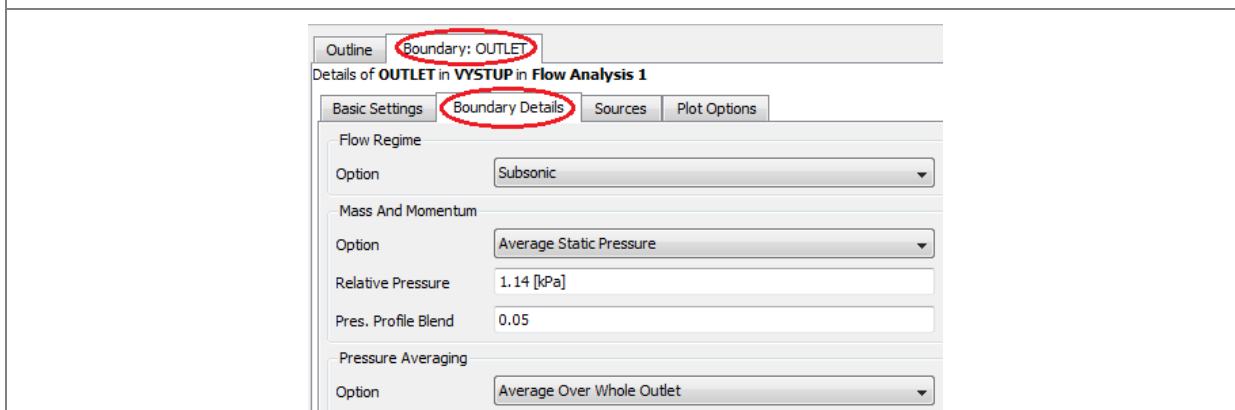 Outline Boundary: OUTLET
Details of OUTLET in VYSTUP in Flow Analysis 1
Basic Settings Boundary Details Sources Plot Options
Flow Regime
Option Subsonic
Mass And Momentum
Option Average Static Pressure
Relative Pressure 1.14 [kPa]
Pres. Profile Blend 0.05
Pressure Averaging
Option Average Over Whole Outlet